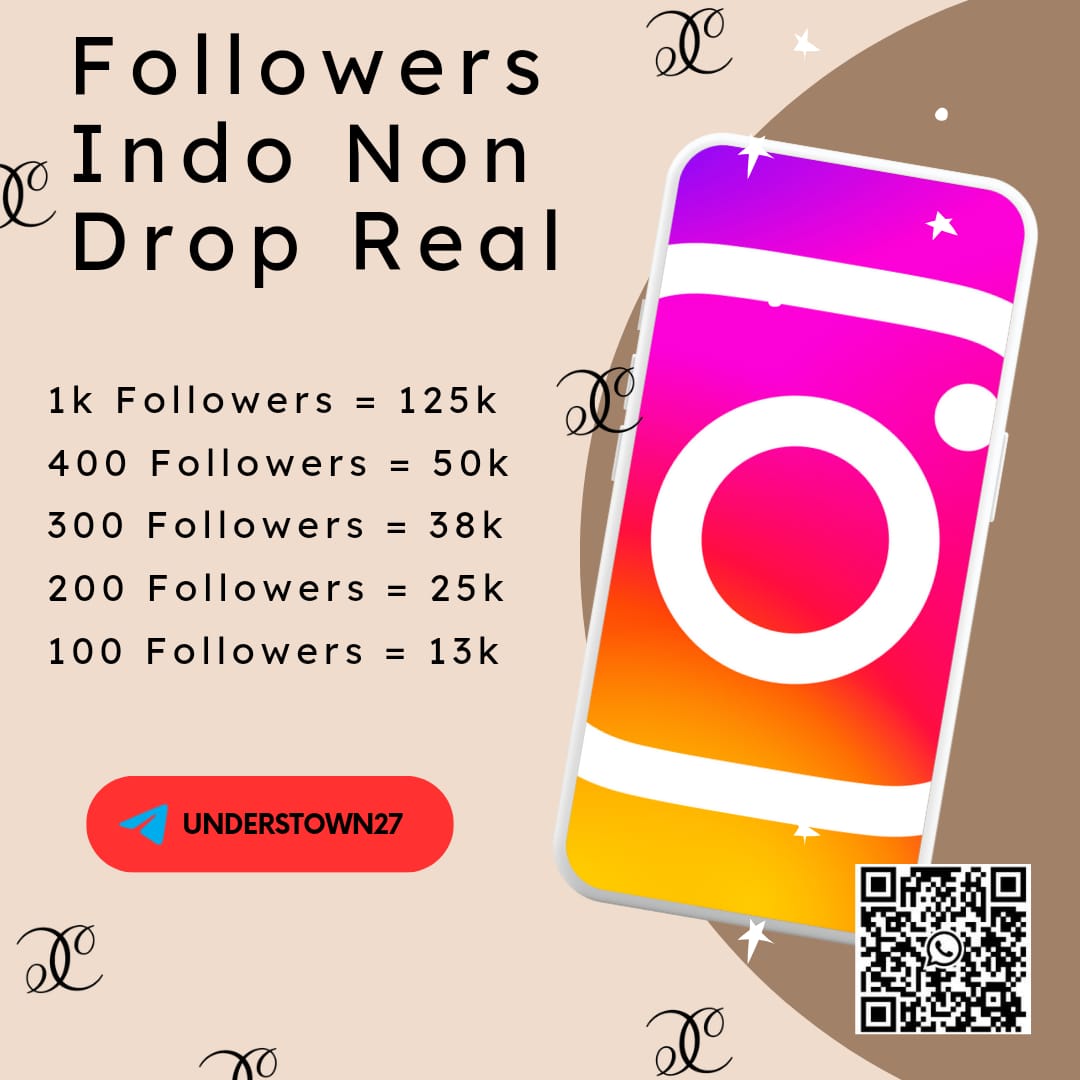 Followers
Indo Non
Drop Real
1k Followers = 125k
400 Followers = 50k
300 Followers = 38k
200 Followers = 25k
100 Followers = 13k
UNDERSTOWN27